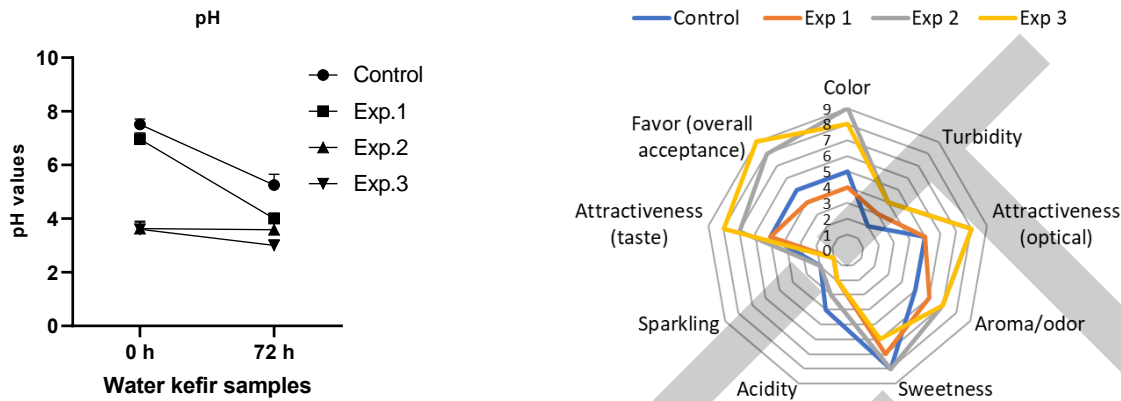 pH
10
8
6
4
2
0
pH values
0 h
72 h
Water kefir samples
Control
Exp.1
Exp.2
Exp.3
Control
Exp 1
Exp 2
Exp 3
Color
Turbidity
Attractiveness
(optical)
Aroma/odor
Sweetness
Acidity
Sparkling
Attractiveness
(taste)
Favor (overall
acceptance)
9
8
7
6
5
4
3
2
1
0